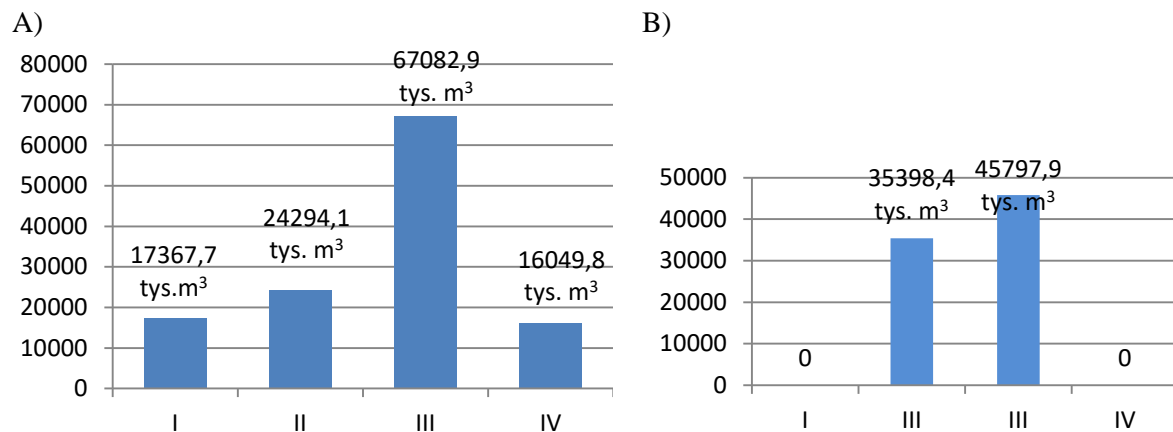 A)
80000
70000
60000
50000
40000
30000
20000
10000
0
17367,7
tys.m³
24294,1
tys. m³
67082,9
tys. m³
16049,8
tys. m³
I
II
III
IV
B)
50000
40000
30000
20000
10000
0
0
35398,4
tys. m³
45797,9
tys. m³
0
I
III
III
IV